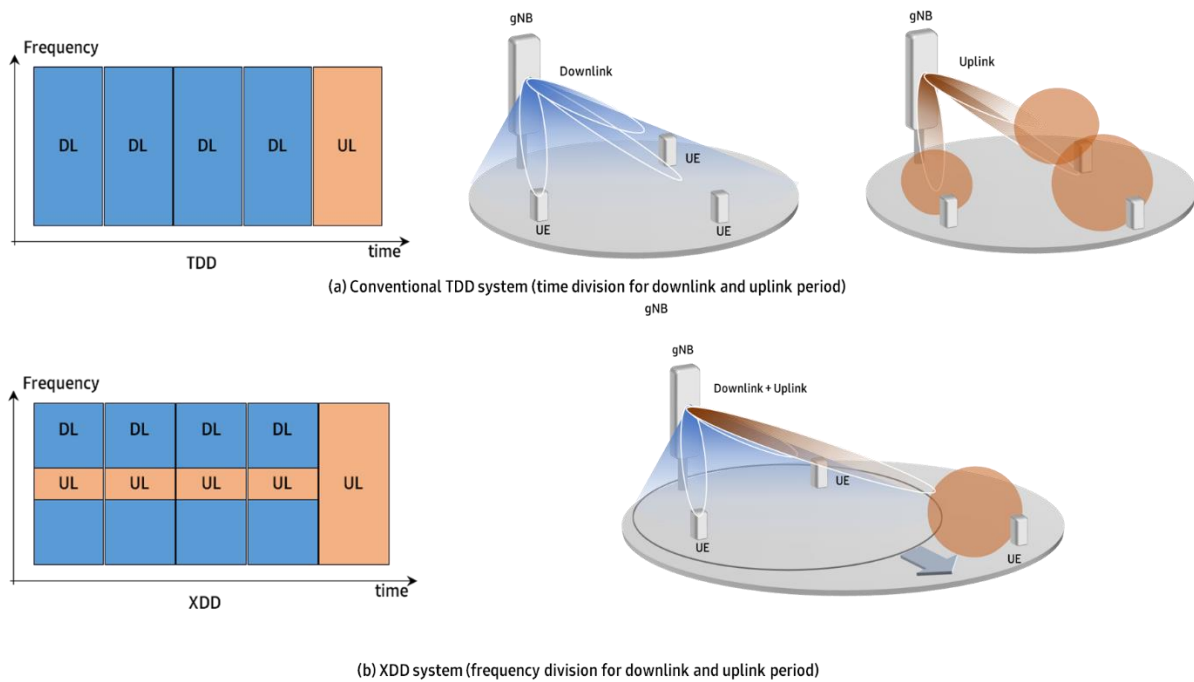 gNB
Frequency
DL DL DL DL UL
time
TDD
Downlink
UE
UE
UE
gNB
Uplink
(a) Conventional TDD system (time division for downlink and uplink period)
gNB
gNB
Frequency
DL DL DL DL
UL UL UL UL UL
time
XDD
Downlink + Uplink
UE
UE
UE
(b) XDD system (frequency division for downlink and uplink period)